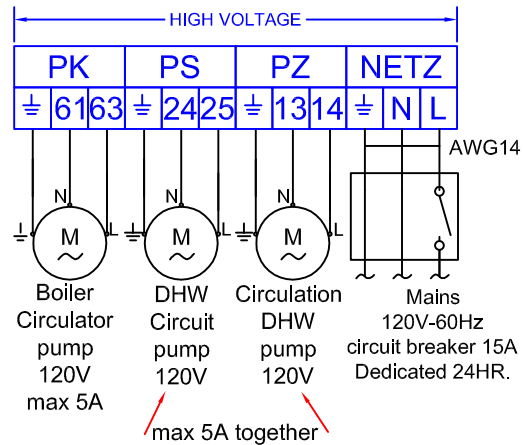 HIGH VOLTAGE
PK PS PZ NETZ
⏚ 61 63 ⏚ 24 25 ⏚ 13 14 ⏚ N L
AWG14
N N N
L L L
M M M
Boiler
Circulator
pump
120V
max 5A
DHW
Circuit
pump
120V
Circulation
DHW
pump
120V
max 5A together
Mains
120V-60Hz
circuit breaker 15A
Dedicated 24HR.